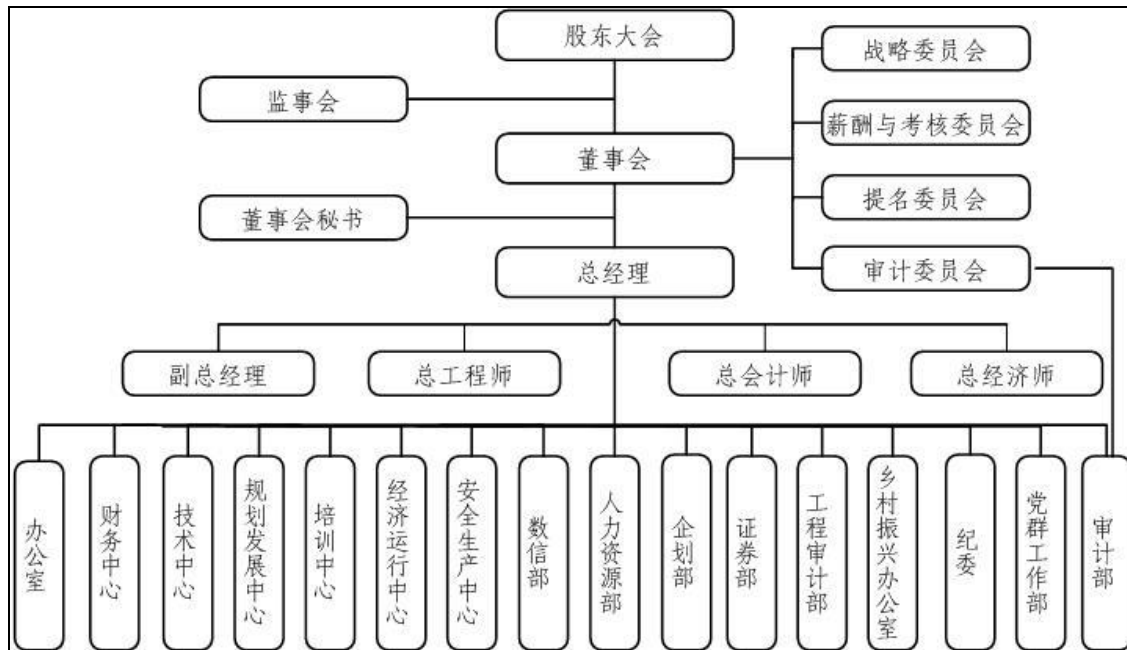 股东大会
战略委员会
监事会
薪酬与考核委员会
董事会
提名委员会
董事会秘书
总经理
审计委员会
副总经理
总工程师
总会计师
总经济师
办公室
财务中心
技术中心
规划发展中心
培训中心
经济运行中心
安全生产中心
数信部
人力资源部
企划部
证券部
工程审计部
乡村振兴办公室
纪委
党群工作部
审计部